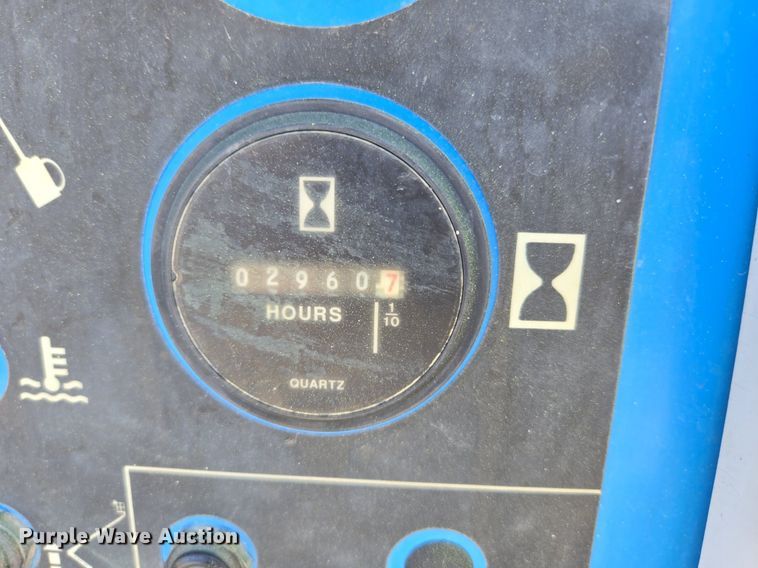 029607
HOURS
1
10
QUARTZ
Purple Wave Auction